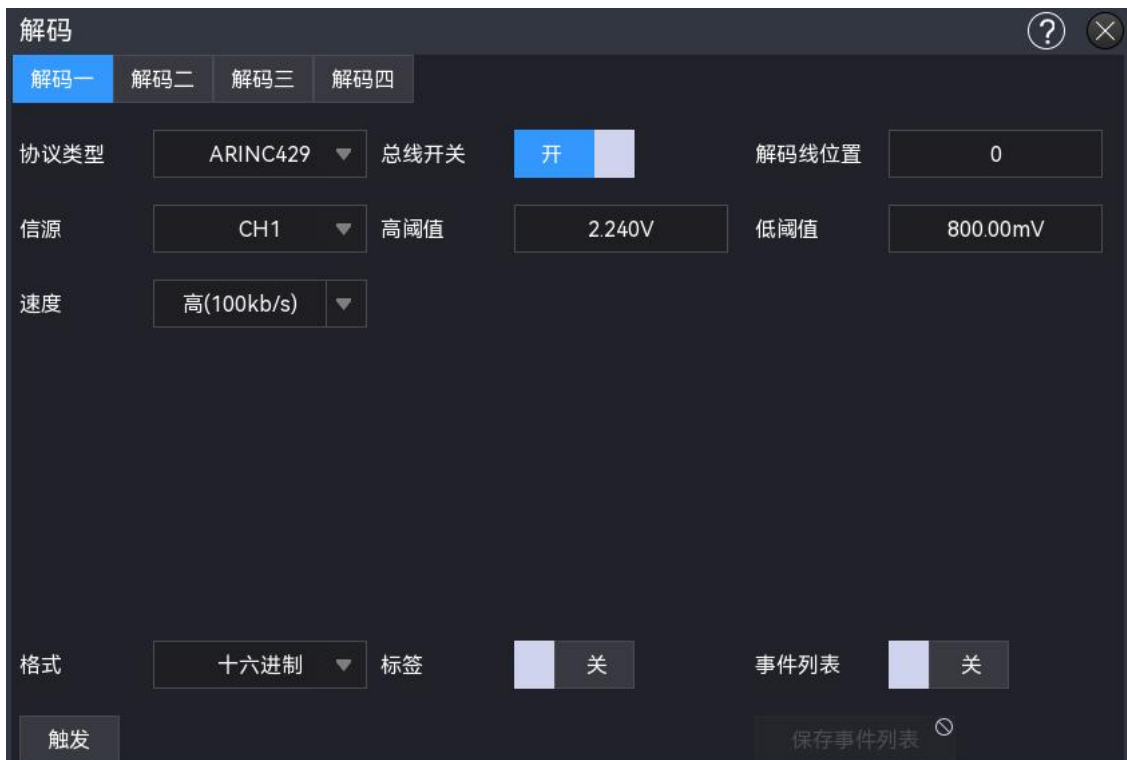 解码
解码一 解码二 解码三 解码四
协议类型 ARINC429 总线开关 开 解码线位置 0
信源 CH1 高阈值 2.240V 低阈值 800.00mV
速度 高(100kb/s)
格式 十六进制 标签 关 事件列表 关
触发 保存事件列表